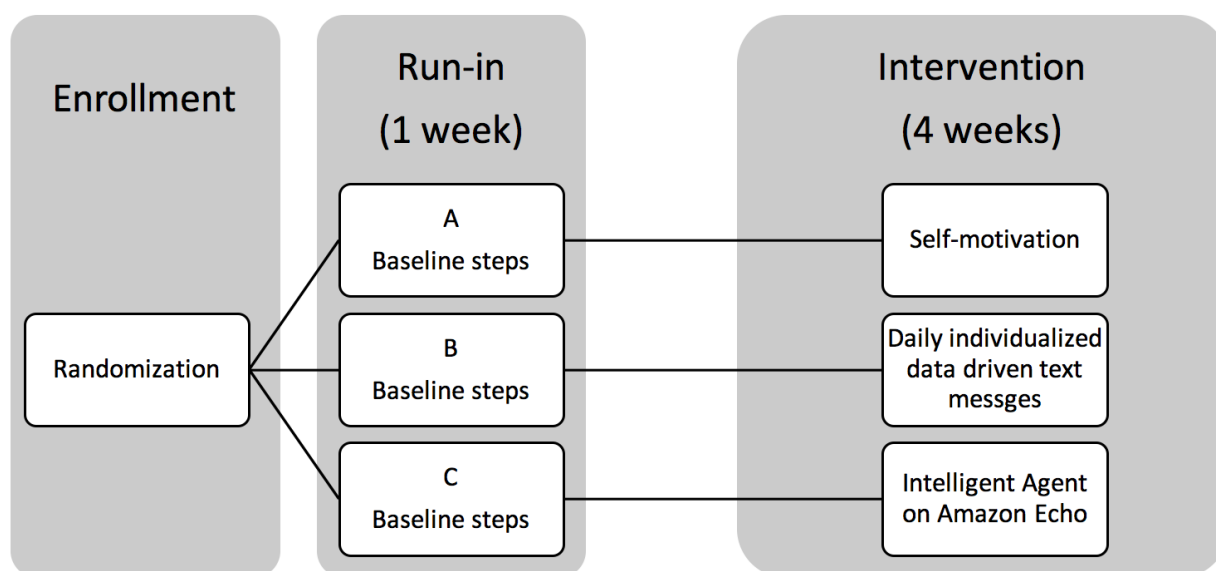 Enrollment
Randomization
Run-in
(1 week)
A
Baseline steps
B
Baseline steps
C
Baseline steps
Intervention
(4 weeks)
Self-motivation
Daily individualized
data driven text
messges
Intelligent Agent
on Amazon Echo